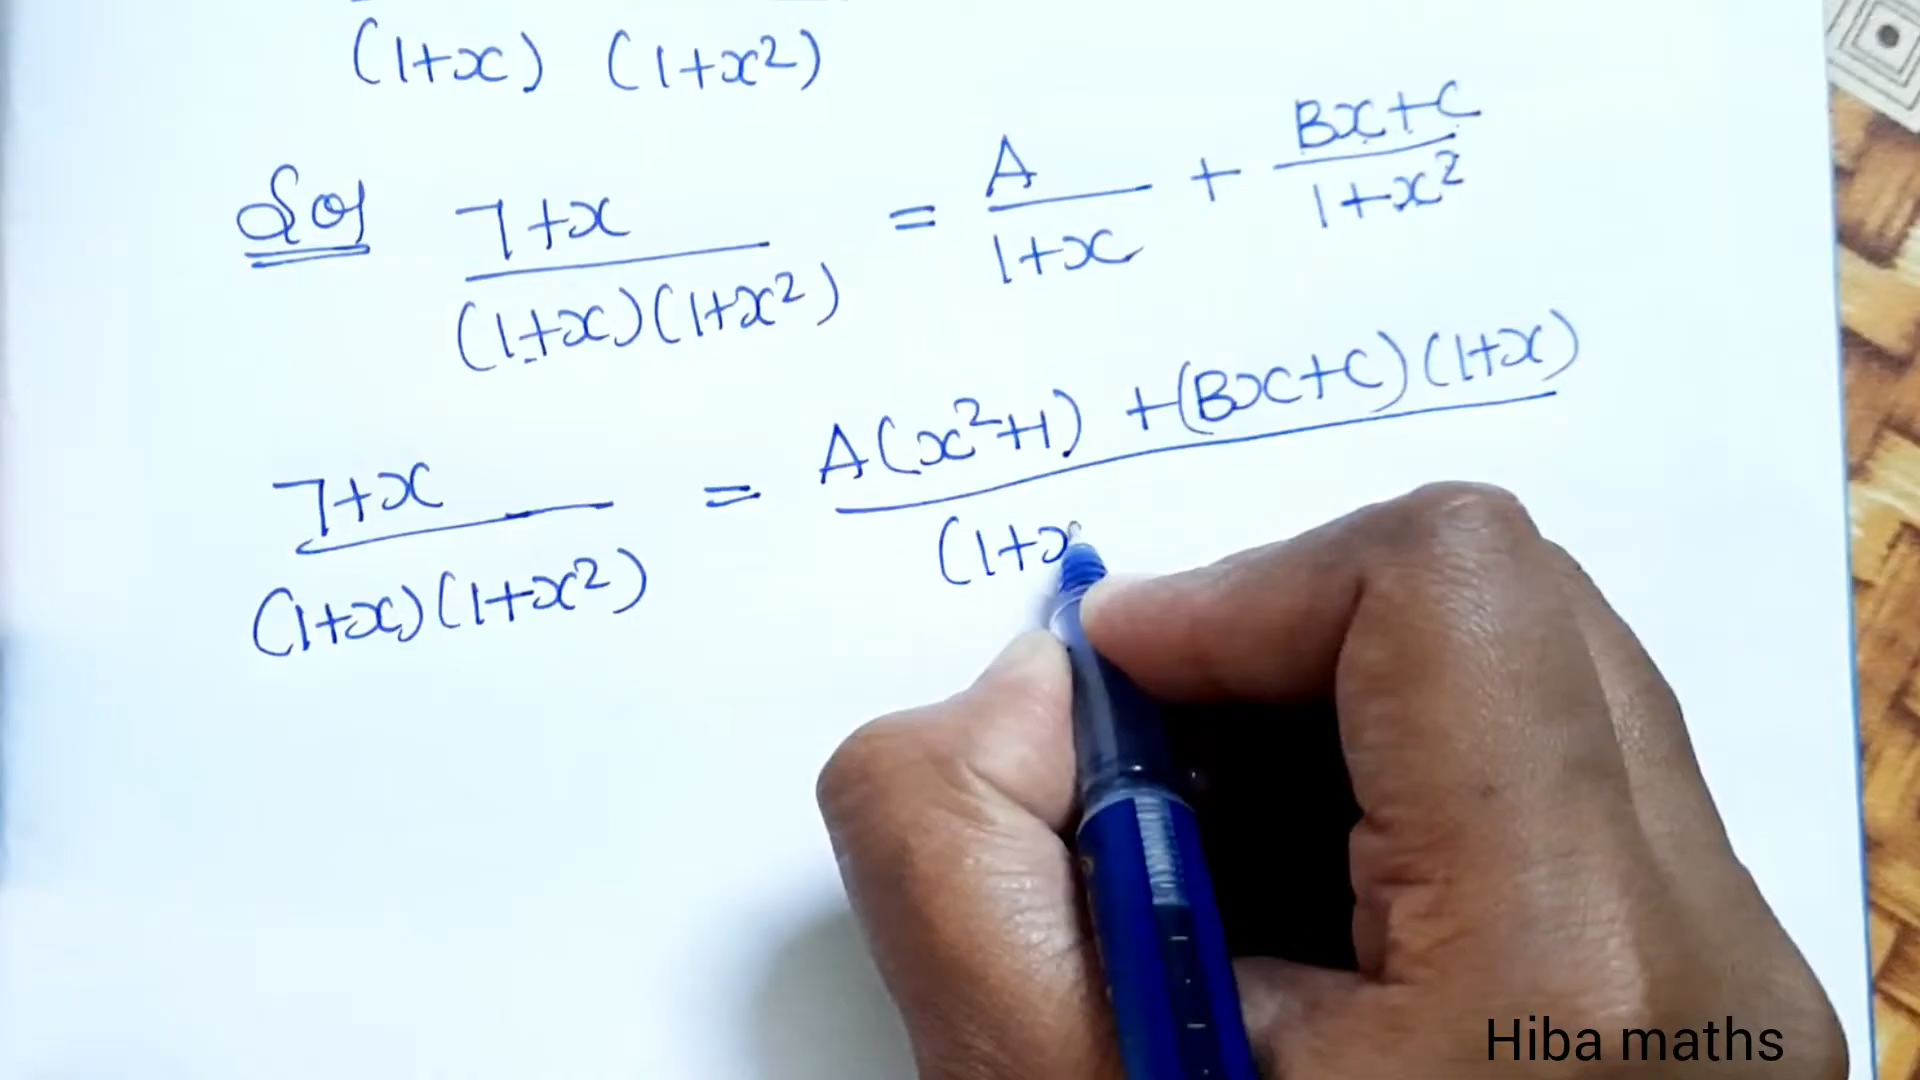 (1+x) (1+x²)
Sol 7+x / (1+x)(1+x²) = A / 1+x + Bx+C / 1+x²
7+x / (1+x)(1+x²) = A(x²+1) +(Bx+C)(1+x) / (1+x
Hiba maths